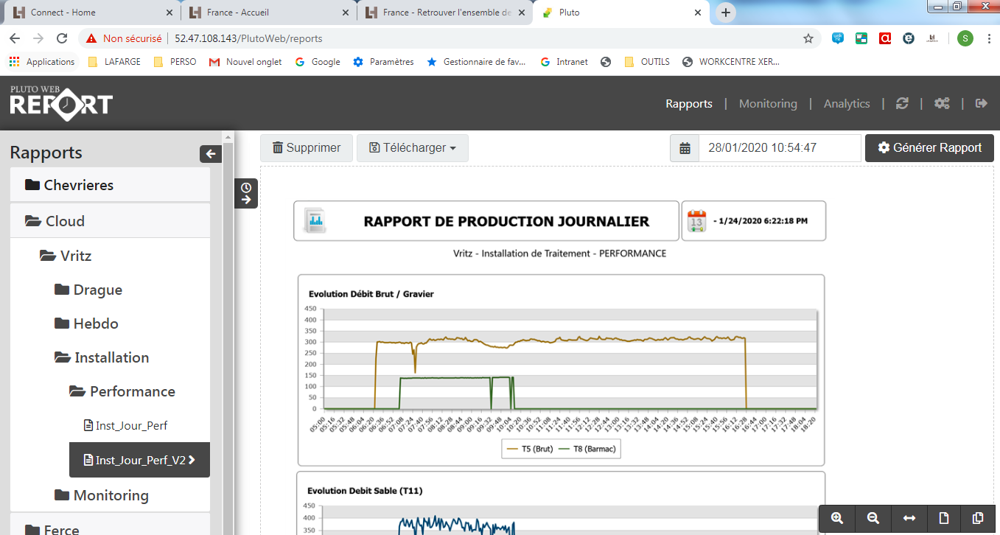 Connect - Home
France - Accueil
France - Retrouver l'ensemble de
Pluto
Non sécurisé
52.47.108.143/PlutoWeb/reports
S
Applications
LAFARGE
PERSO
Nouvel onglet
Google
Paramètres
Gestionnaire de fav...
Intranet
OUTILS
WORKCENTRE XER...
PLUTO WEB
REPORT
Rapports | Monitoring | Analytics | | |
Rapports
Chevrieres
Cloud
Vritz
Drague
Hebdo
Installation
Performance
Inst_Jour_Perf
Inst_Jour_Perf_V2
Monitoring
Ferce
Supprimer
Télécharger
28/01/2020 10:54:47
Générer Rapport
RAPPORT DE PRODUCTION JOURNALIER
13
- 1/24/2020 6:22:18 PM
Vritz - Installation de Traitement - PERFORMANCE
Evolution Débit Brut / Gravier
450
400
350
300
250
200
150
100
50
0
05:00 05:16 05:32 05:48 06:04 06:20 06:36 06:52 07:08 07:24 07:40 07:56 08:12 08:28 08:44 09:00 09:16 09:32 09:48 10:04 10:20 10:36 10:52 11:08 11:24 11:40 11:56 12:12 12:28 12:44 13:00 13:16 13:32 13:48 14:04 14:20 14:36 14:52 15:08 15:24 15:40 15:56 16:12 16:28 16:44 17:00 17:16 17:32 17:48 18:04 18:20
T5 (Brut) T8 (Barmac)
Evolution Debit Sable (T11)
450
400
350